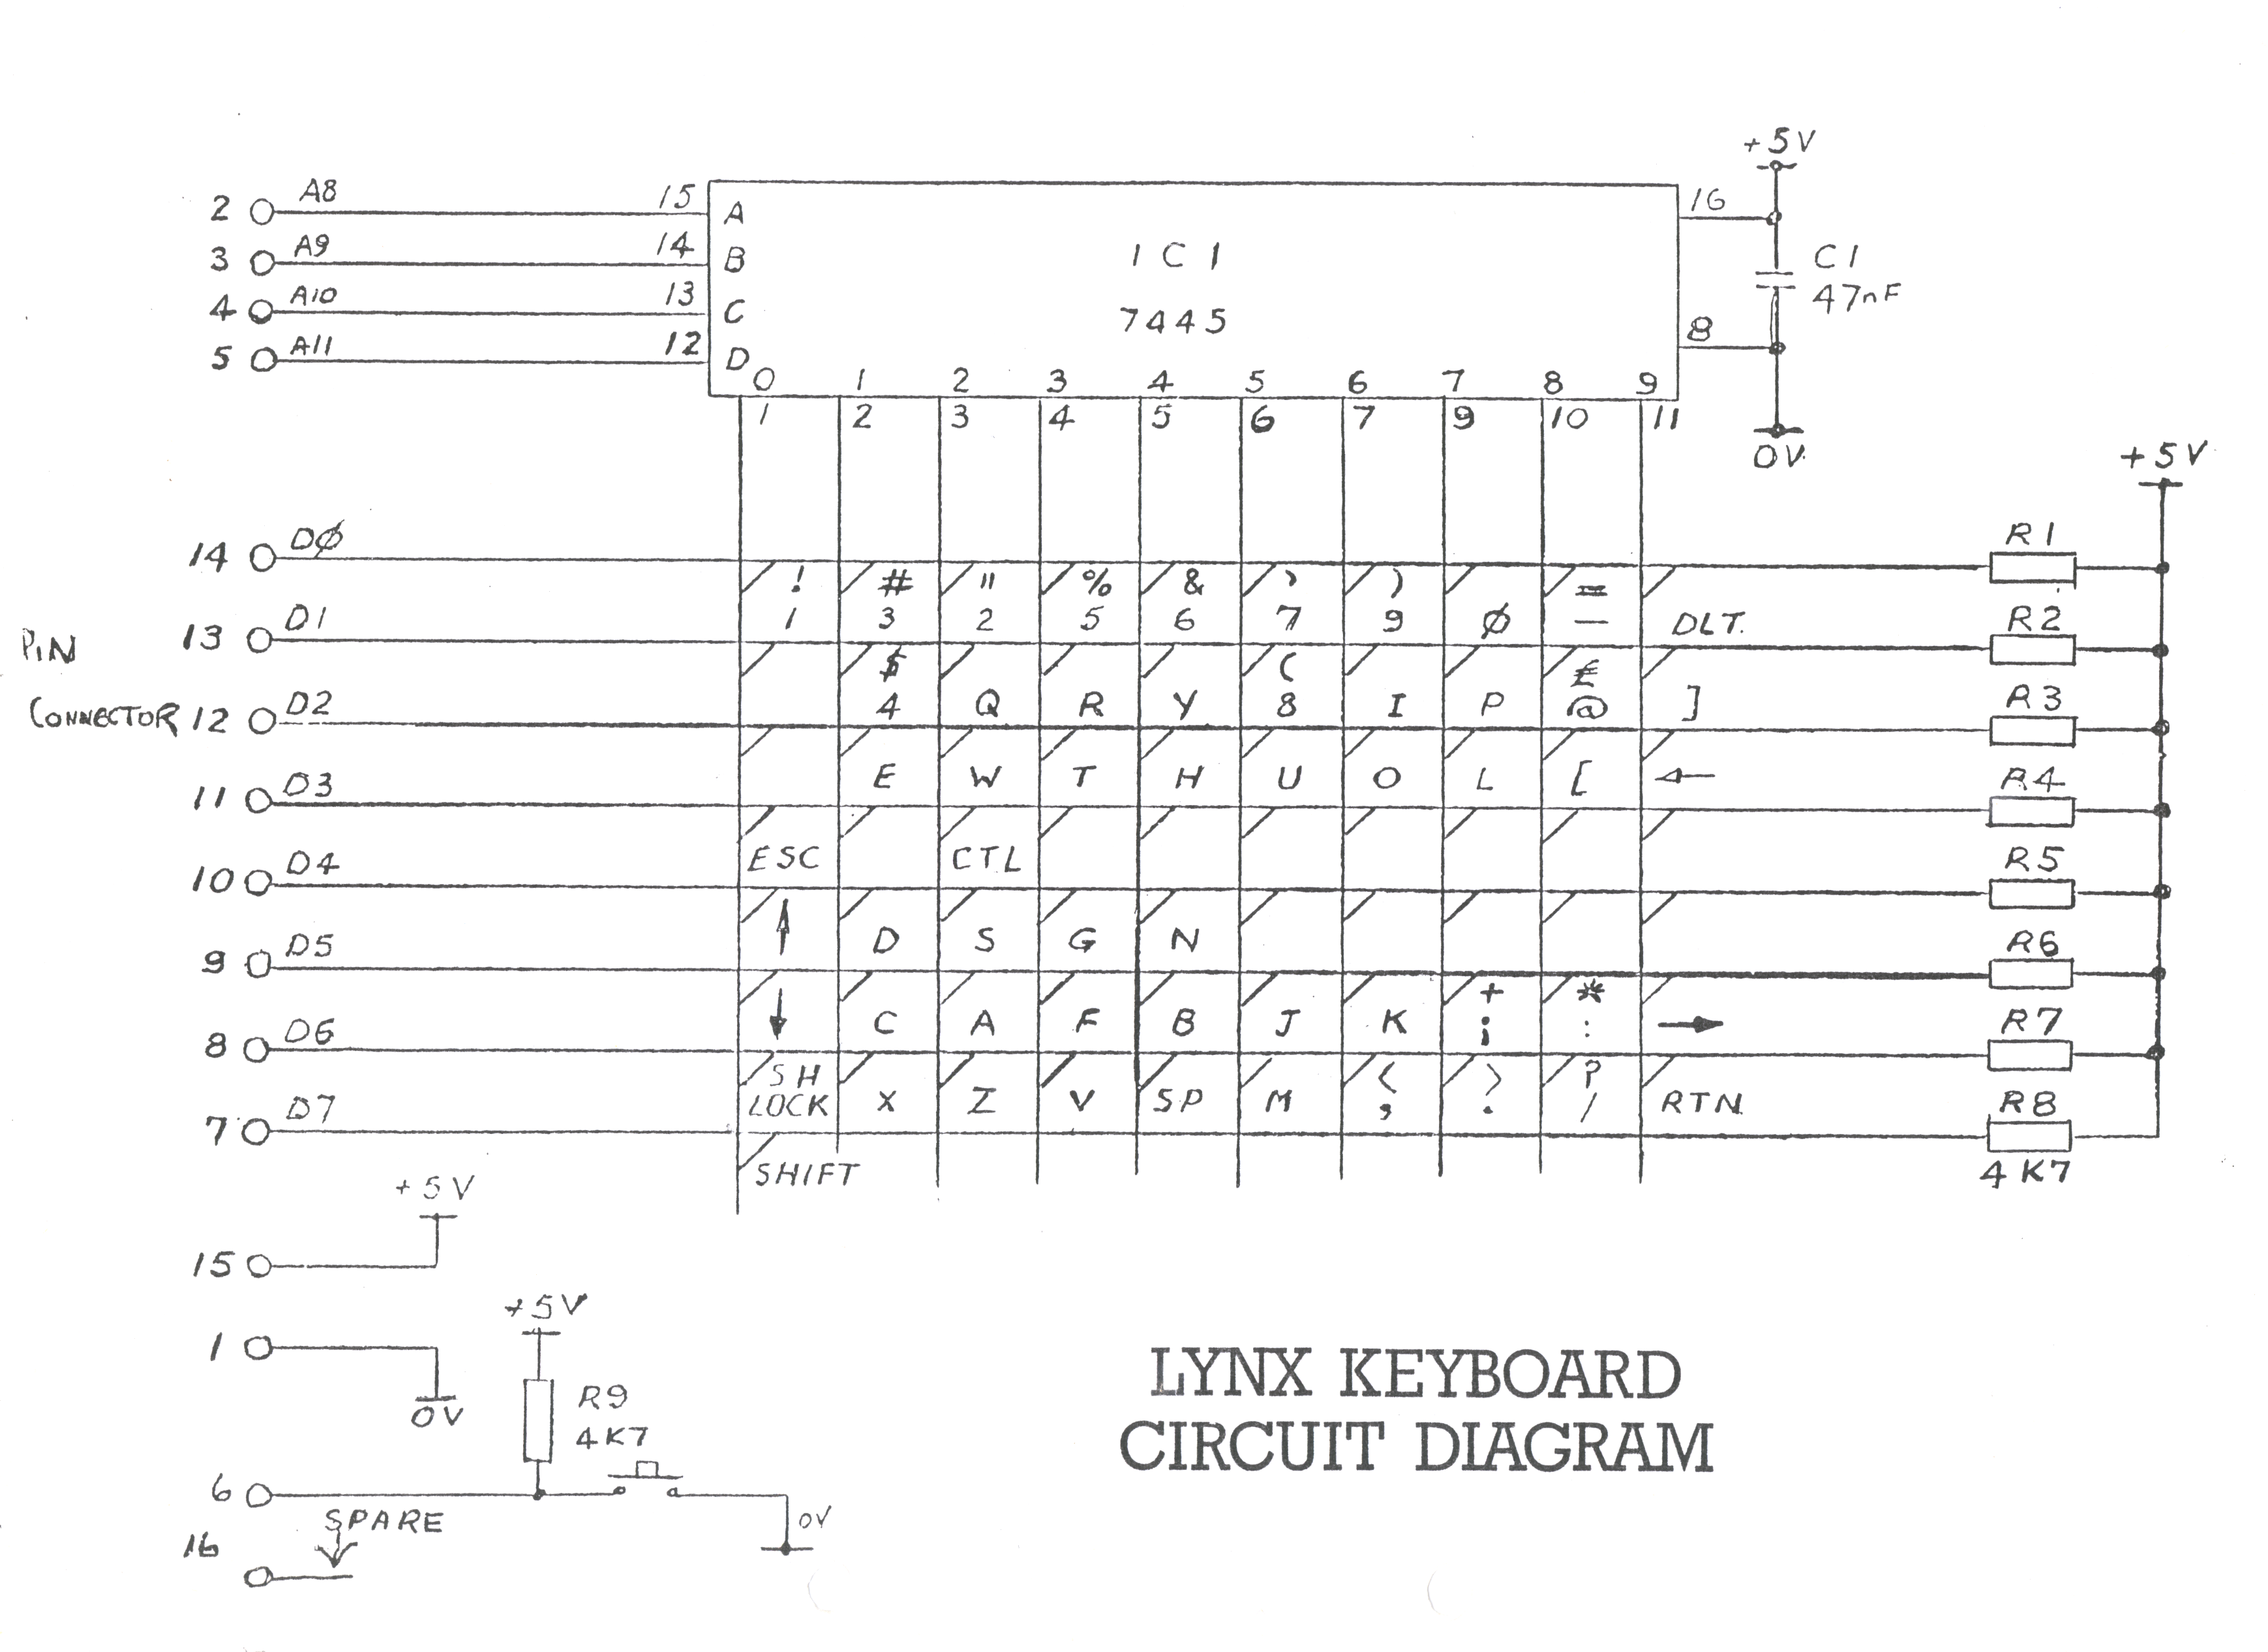 +5V
2 A8 15 A 16
3 A9 14 B IC1 C1
4 A10 13 C 7445 47nF
5 A11 12 D 8
0 1 2 3 4 5 6 7 8 9
1 2 3 4 5 6 7 9 10 11
0V
+5V
14 DØ R1
! # " % & ' ) =
1 3 2 5 6 7 9 Ø — DLT.
13 D1 R2
PIN
$ ( £
4 Q R Y 8 I P @ ]
CONNECTOR 12 D2 R3
E W T H U O L [ ←
11 D3 R4
ESC CTL
10 D4 R5
↑ D S G N
9 D5 R6
+ *
↓ C A F B J K ; : →
8 D6 R7
SH < > ?
LOCK X Z V SP M , . / RTN
7 D7 R8
SHIFT 4K7
+5V
15
+5V
1
0V
R9
4K7
6
SPARE 0V
16
LYNX KEYBOARD
CIRCUIT DIAGRAM